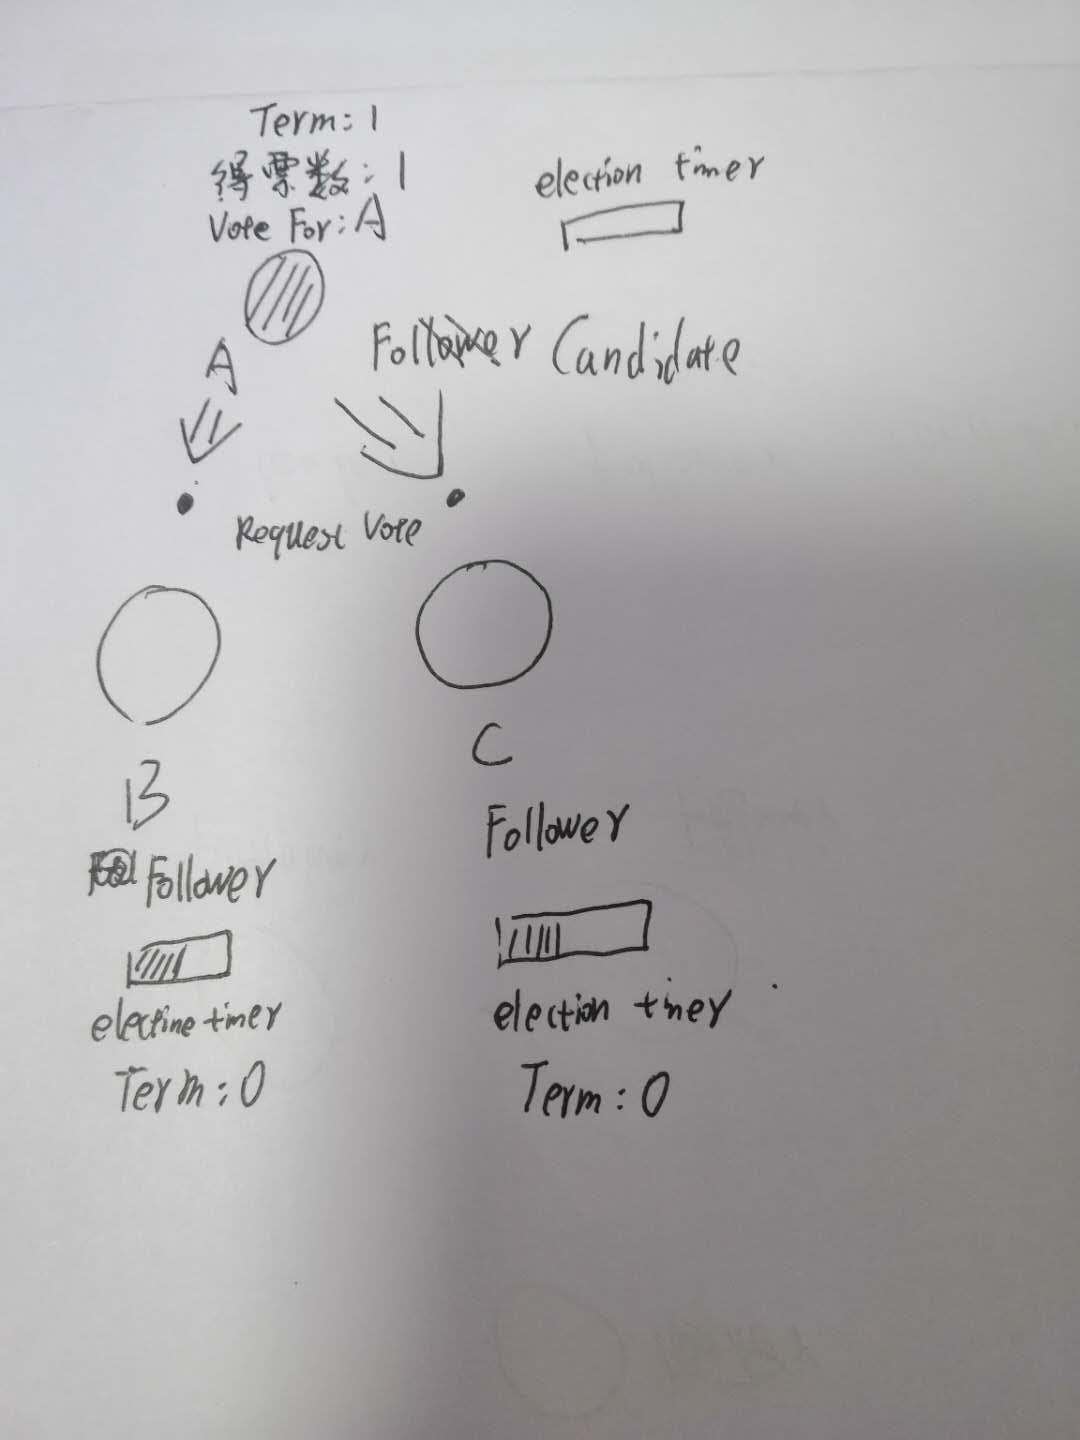 Term: 1
得票数: 1
Vote For: A
election timer
A
Follower Candidate
Request Vote
B
C
Follower
Follower
electine timer
election timer
Term: 0
Term: 0